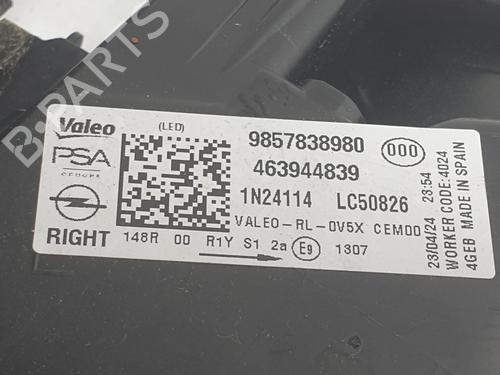 B-PARTS
Valeo
(LED)
9857838980
000
PSA
GROUPE
463944839
1N24114 LC50826
VALEO-RL-0V5X CEM00
RIGHT
148R 00 R1Y S1 2a E9 1307
23/04/24 23:54
WORKER CODE:4024
4GEB MADE IN SPAIN